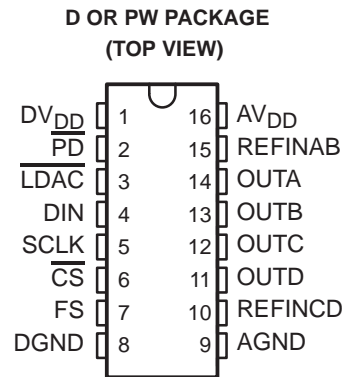 D OR PW PACKAGE
(TOP VIEW)
DVDD 1 16 AVDD
PD 2 15 REFINAB
LDAC 3 14 OUTA
DIN 4 13 OUTB
SCLK 5 12 OUTC
CS 6 11 OUTD
FS 7 10 REFINCD
DGND 8 9 AGND